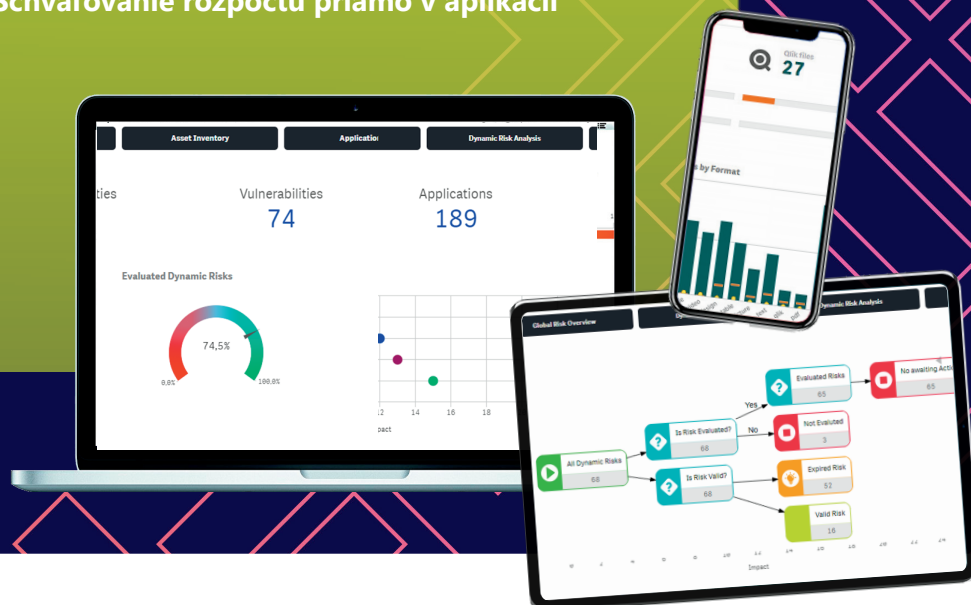 Schvaľovanie rozpočtu priamo v aplikácii
Asset Inventory
Dynamic Risk Analysis
Vulnerabilities
74
Applications
189
Evaluated Dynamic Risks
74,5%
0,0%
100,0%
14
16
18
Qlik files
27
by Format
Global Risk Overview
Dynamic Risk Analysis
All Dynamic Risks
68
Is Risk Evaluated?
68
Is Risk Valid?
68
Yes
No
Evaluated Risks
65
Not Evaluted
3
Expired Risk
52
Valid Risk
16
No awaiting
65
Impact